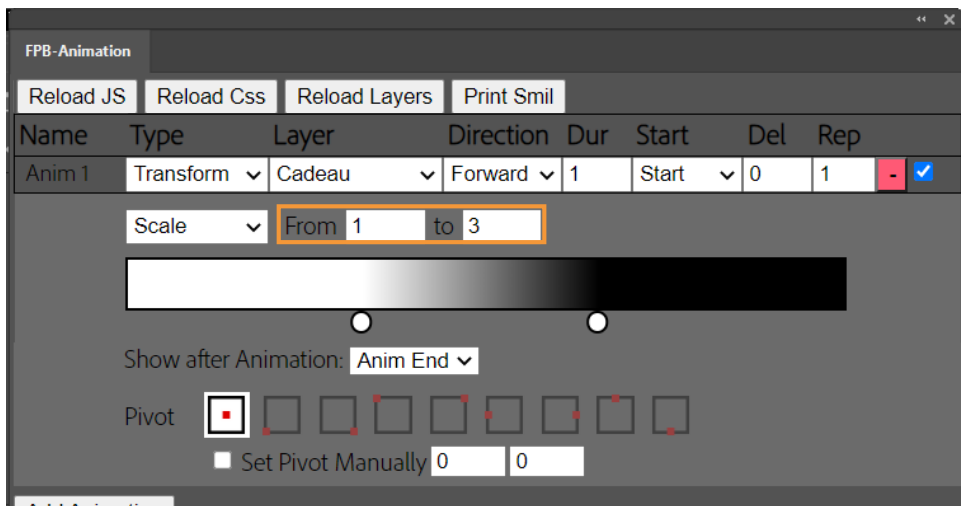 FPB-Animation
Reload JS Reload Css Reload Layers Print Smil
Name Type Layer Direction Dur Start Del Rep
Anim 1 Transform Cadeau Forward 1 Start 0 1 -
Scale From 1 to 3
Show after Animation: Anim End
Pivot
Set Pivot Manually 0 0